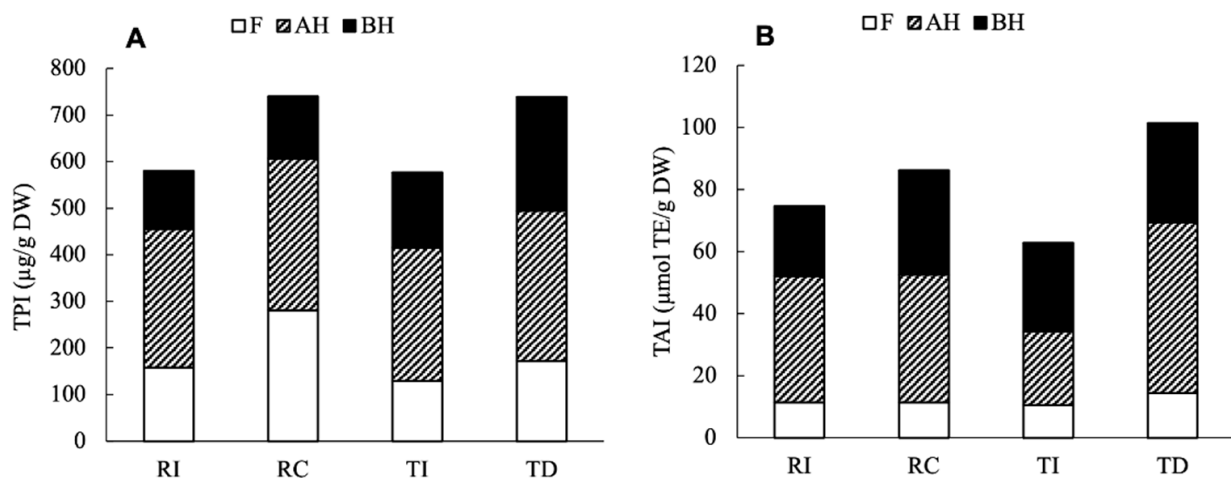 A
F AH BH
TPI (µg/g DW)
800
700
600
500
400
300
200
100
0
RI RC TI TD
B
F AH BH
TAI (µmol TE/g DW)
120
100
80
60
40
20
0
RI RC TI TD